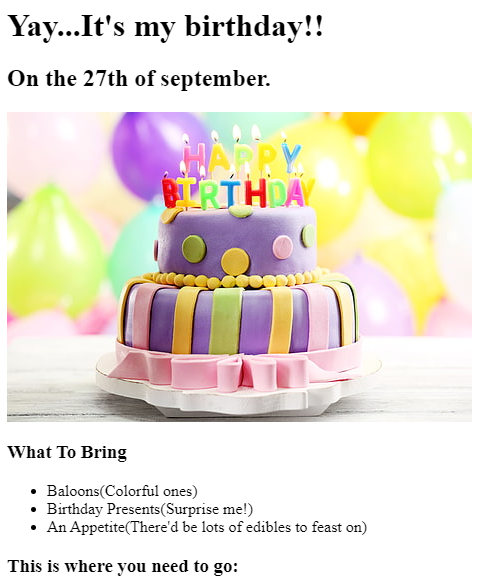 Yay...It's my birthday!!
On the 27th of september.
HAPPY
BIRTHDAY
What To Bring
Baloons(Colorful ones)
Birthday Presents(Surprise me!)
An Appetite(There'd be lots of edibles to feast on)
This is where you need to go: